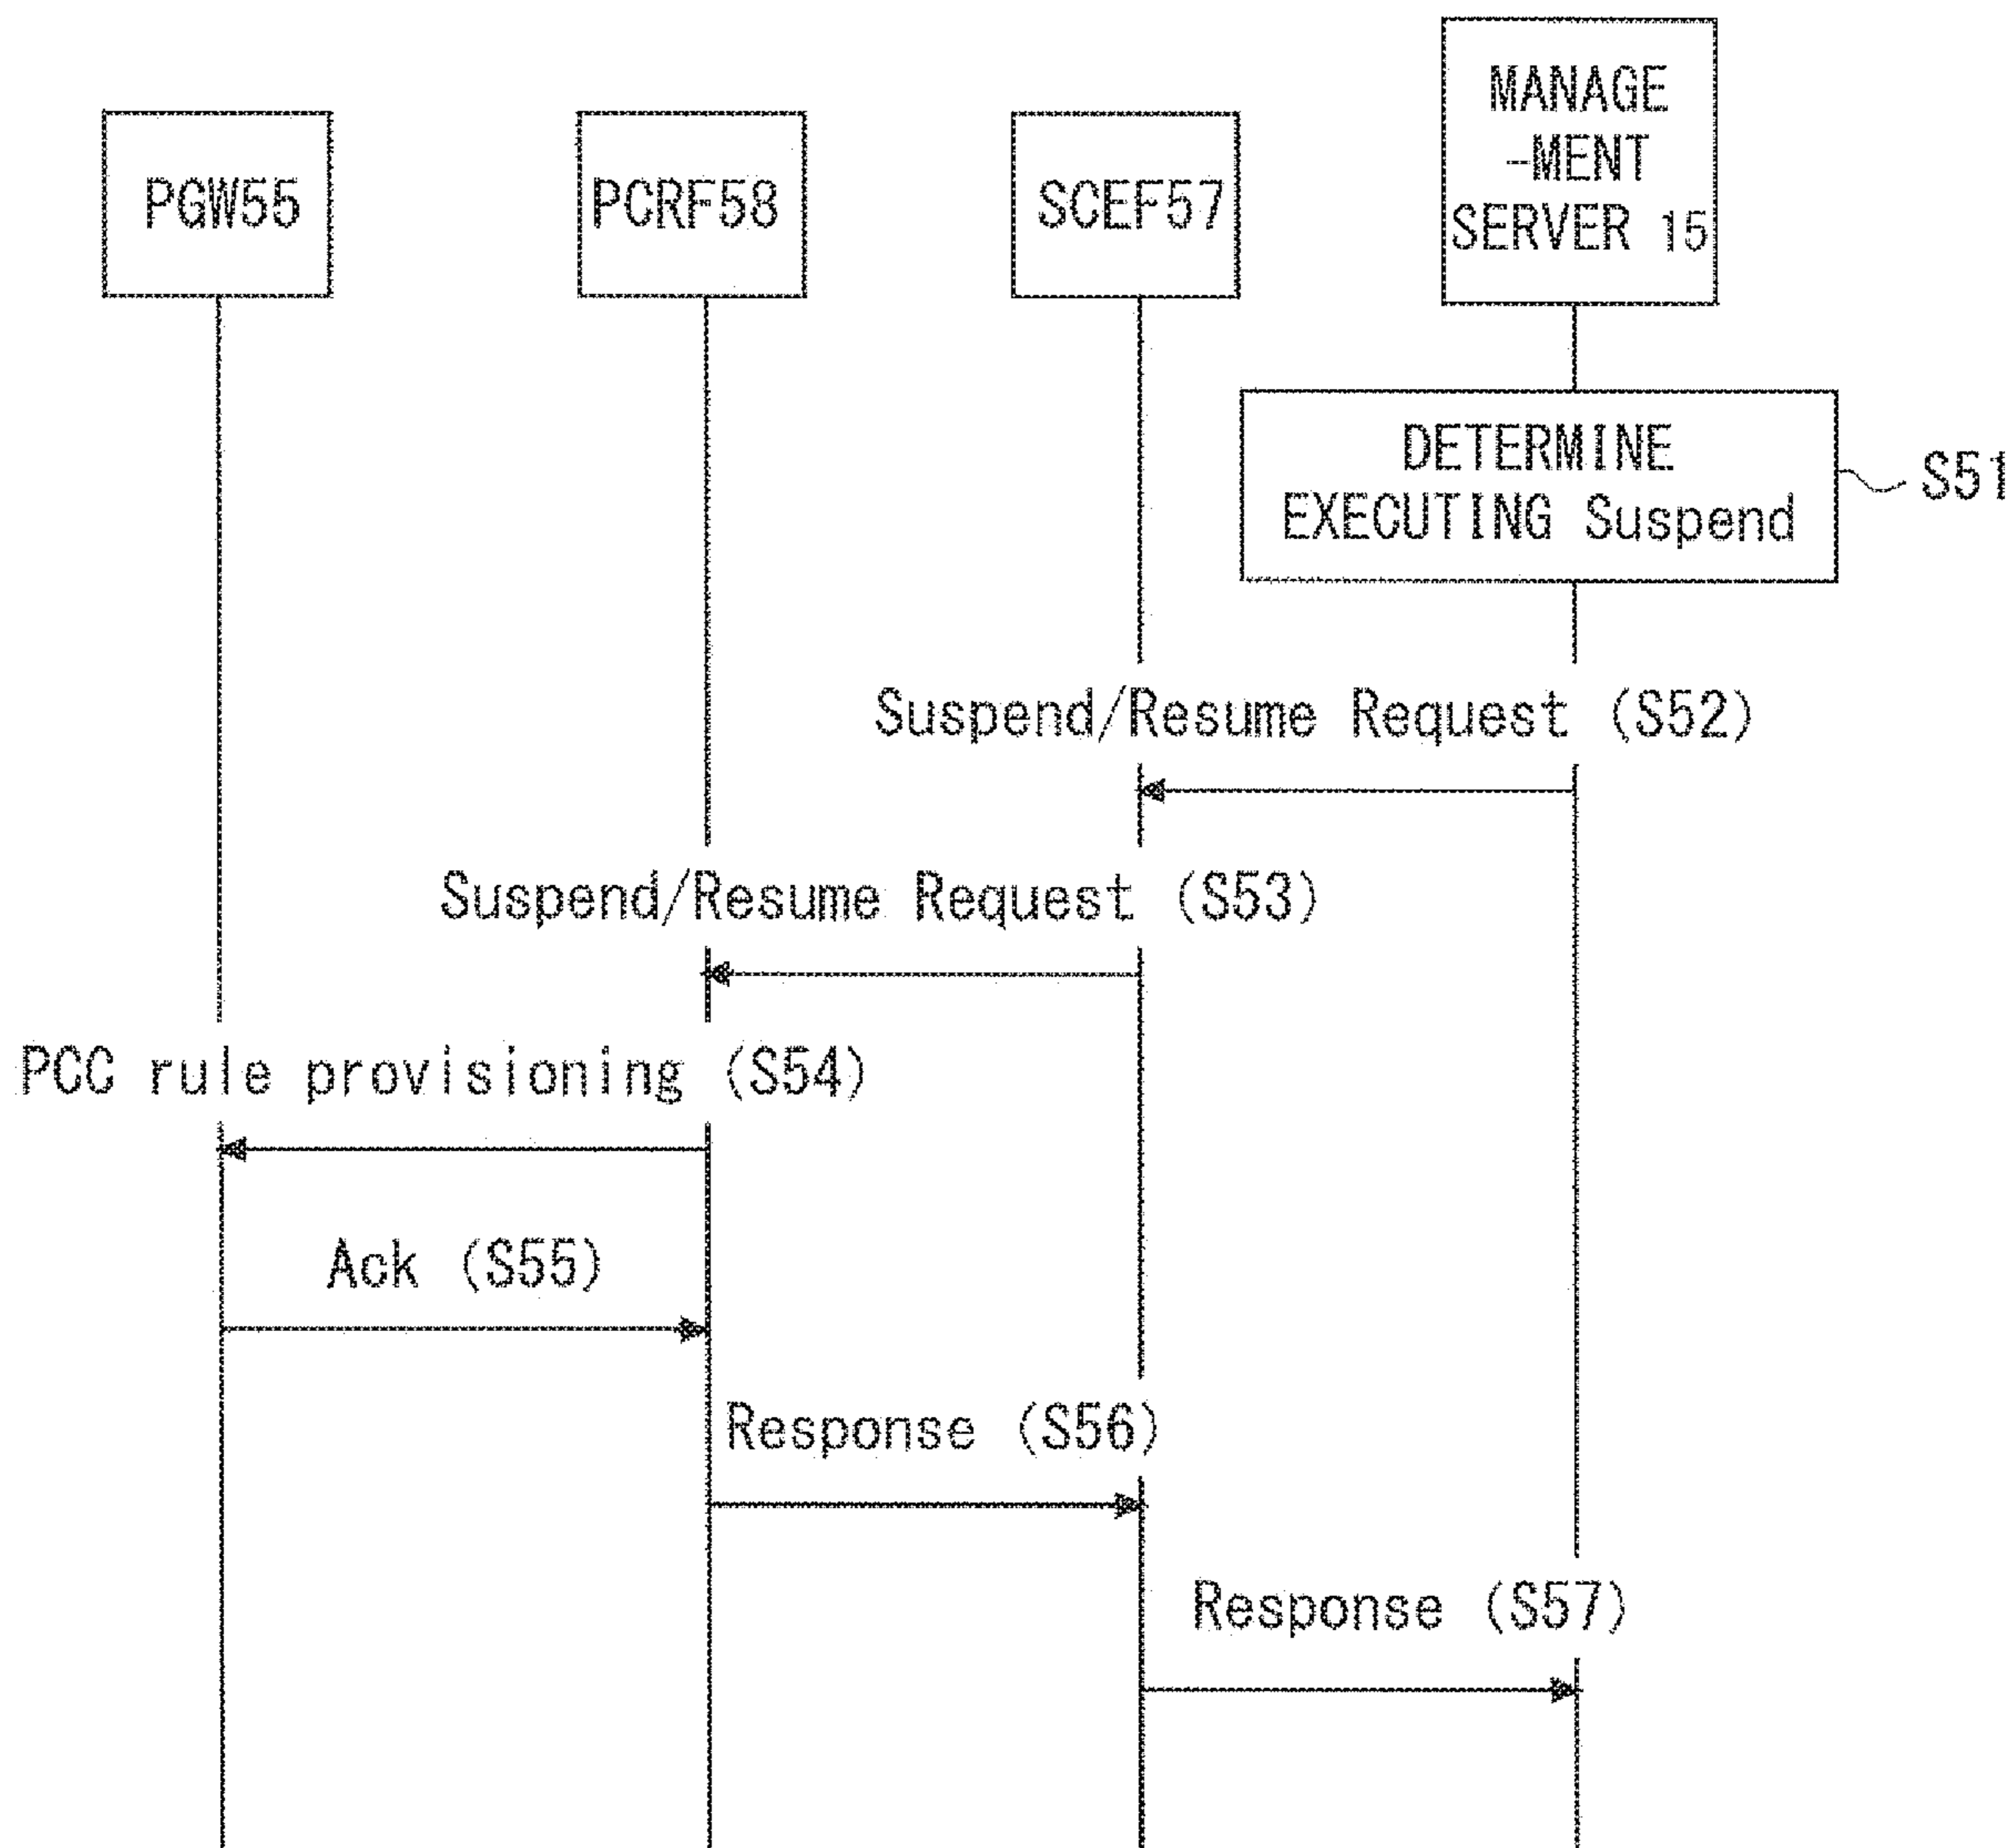 PGW55
PCRF58
SCEF57
MANAGE
-MENT
SERVER 15
DETERMINE
EXECUTING Suspend
S51
Suspend/Resume Request (S52)
Suspend/Resume Request (S53)
PCC rule provisioning (S54)
Ack (S55)
Response (S56)
Response (S57)